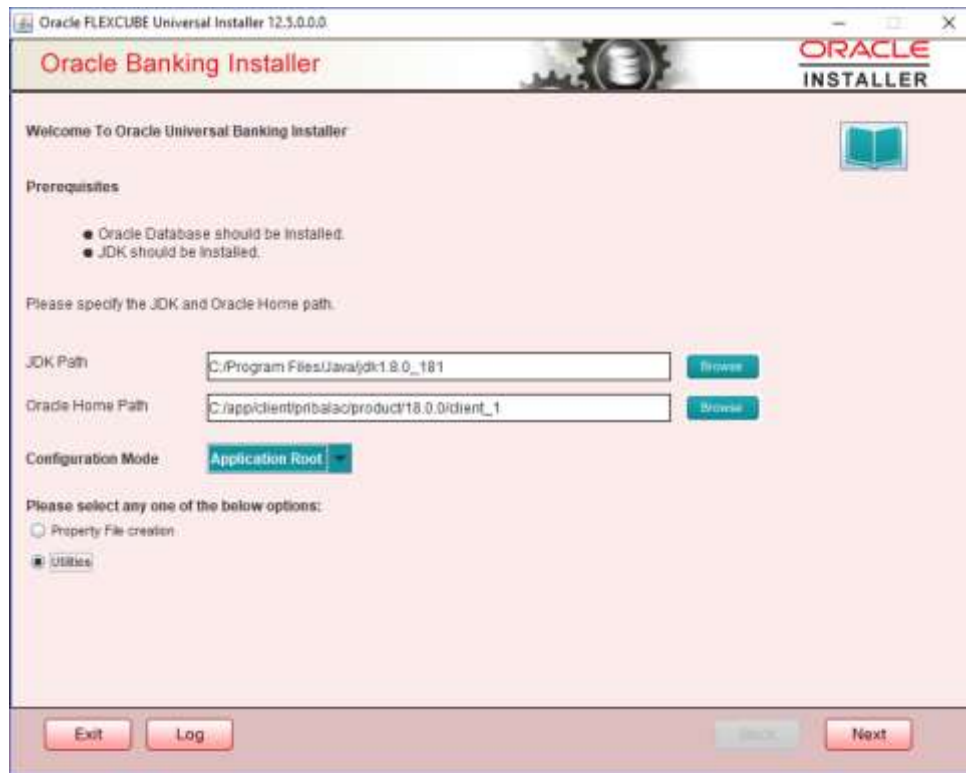 Oracle FLEXCUBE Universal Installer 12.5.0.0.0
Oracle Banking Installer
ORACLE
INSTALLER
Welcome To Oracle Universal Banking Installer
Prerequisites
Oracle Database should be Installed.
JDK should be Installed.
Please specify the JDK and Oracle Home path.
JDK Path
C:/Program Files/Java/jdk1.8.0_181
Browse
Oracle Home Path
C:/app/client/pribalac/product/18.0.0/client_1
Browse
Configuration Mode
Application Root
Please select any one of the below options:
Property File creation
Utilities
Exit
Log
Back
Next